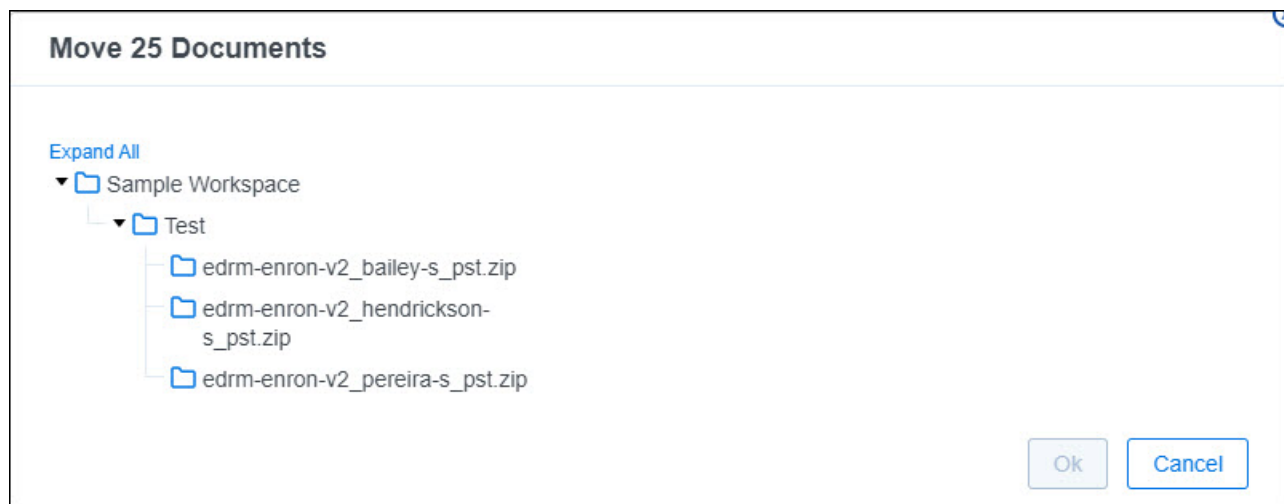 Move 25 Documents
Expand All
Sample Workspace
Test
edrm-enron-v2_bailey-s_pst.zip
edrm-enron-v2_hendrickson-
s_pst.zip
edrm-enron-v2_pereira-s_pst.zip
Ok
Cancel